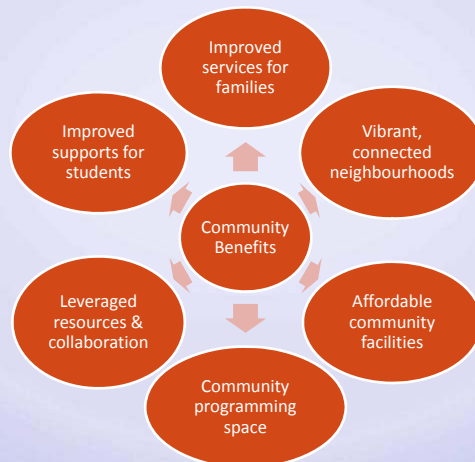 Improved
services for
families
Improved
supports for
students
Vibrant,
connected
neighbourhoods
Community
Benefits
Leveraged
resources &
collaboration
Affordable
community
facilities
Community
programming
space